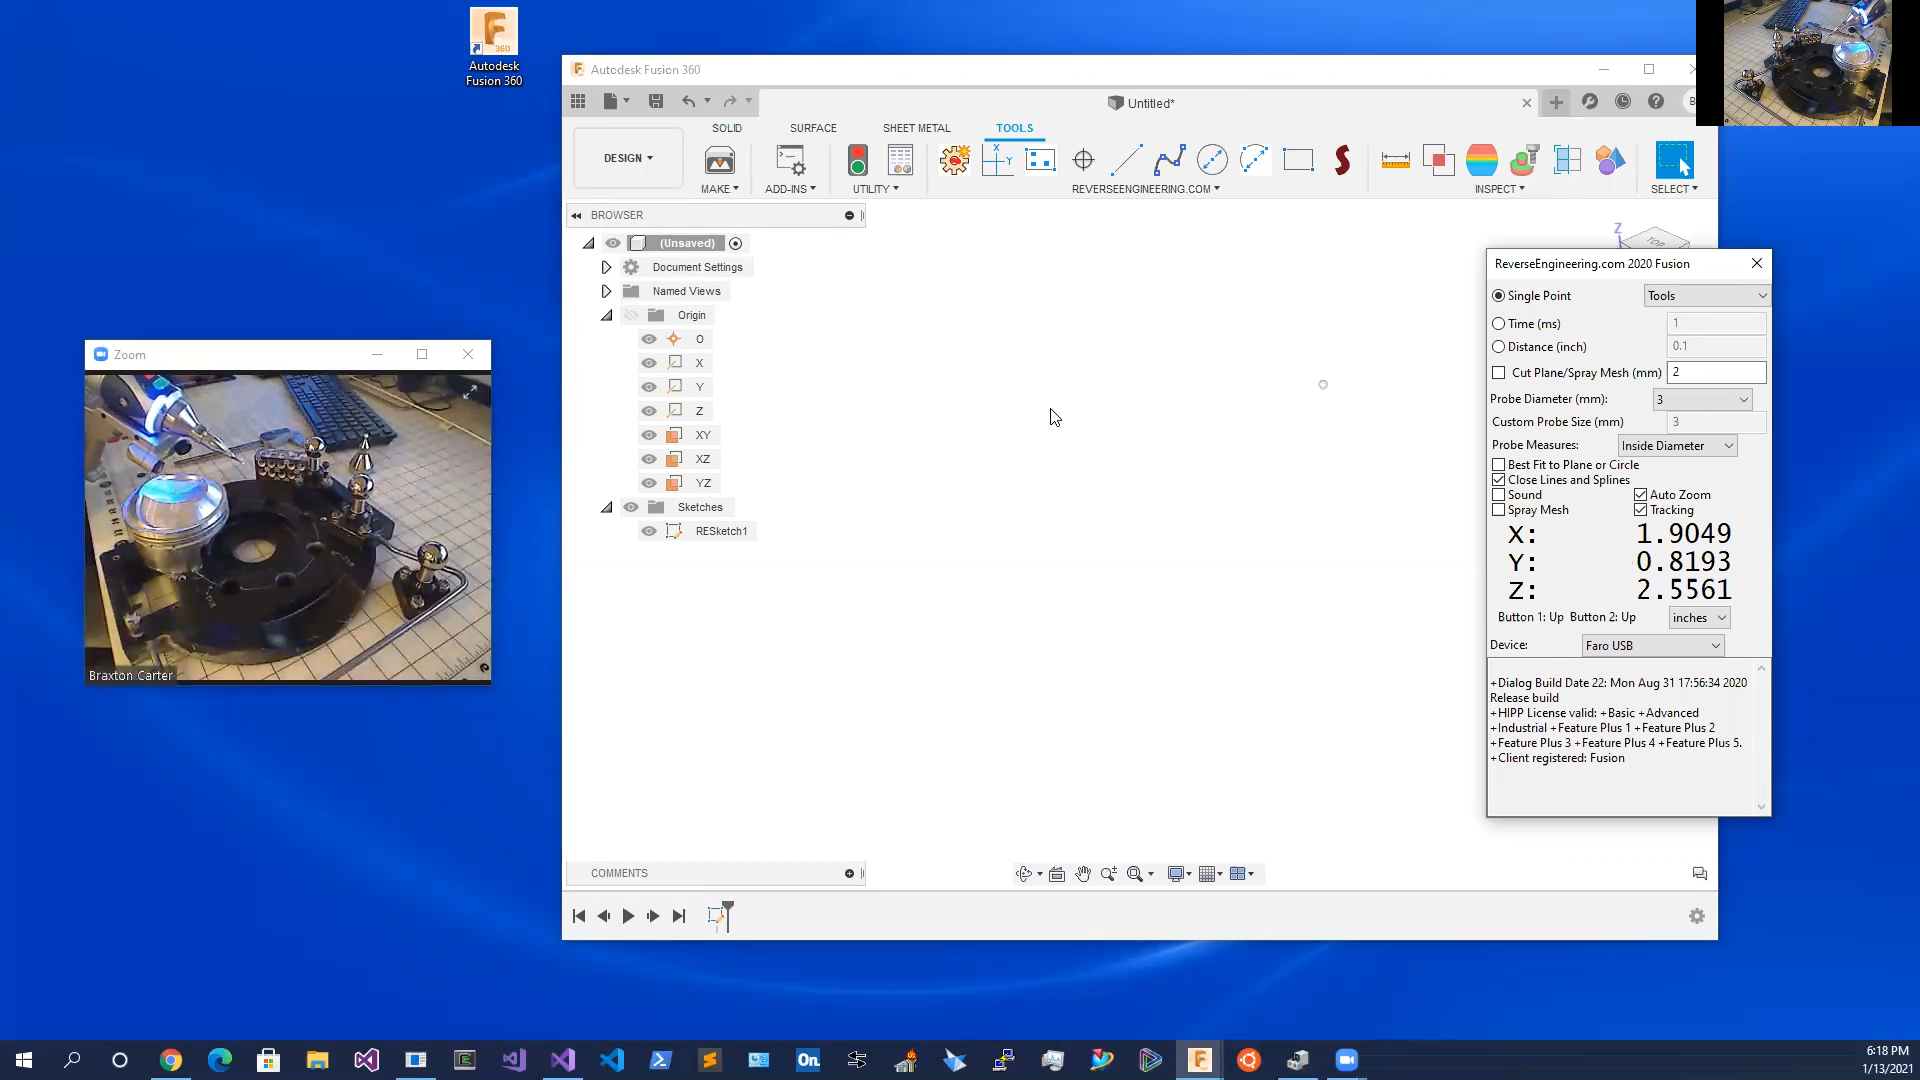 Autodesk
Fusion 360
Autodesk Fusion 360
Untitled*
SOLID
SURFACE
SHEET METAL
TOOLS
DESIGN
MAKE
ADD-INS
UTILITY
REVERSEENGINEERING.COM
INSPECT
SELECT
BROWSER
(Unsaved)
Document Settings
Named Views
Origin
O
X
Y
Z
XY
XZ
YZ
Sketches
RESketch1
Z
TOP
Zoom
Braxton Carter
ReverseEngineering.com 2020 Fusion
Single Point
Tools
Time (ms)
1
Distance (inch)
0.1
Cut Plane/Spray Mesh (mm)
2
Probe Diameter (mm):
3
Custom Probe Size (mm)
3
Probe Measures:
Inside Diameter
Best Fit to Plane or Circle
Close Lines and Splines
Sound
Auto Zoom
Spray Mesh
Tracking
X: 1.9049
Y: 0.8193
Z: 2.5561
Button 1: Up Button 2: Up
inches
Device:
Faro USB
+Dialog Build Date 22: Mon Aug 31 17:56:34 2020
Release build
+HIPP License valid: +Basic +Advanced
+Industrial +Feature Plus 1 +Feature Plus 2
+Feature Plus 3 +Feature Plus 4 +Feature Plus 5.
+Client registered: Fusion
COMMENTS
On
6:18 PM
1/13/2021